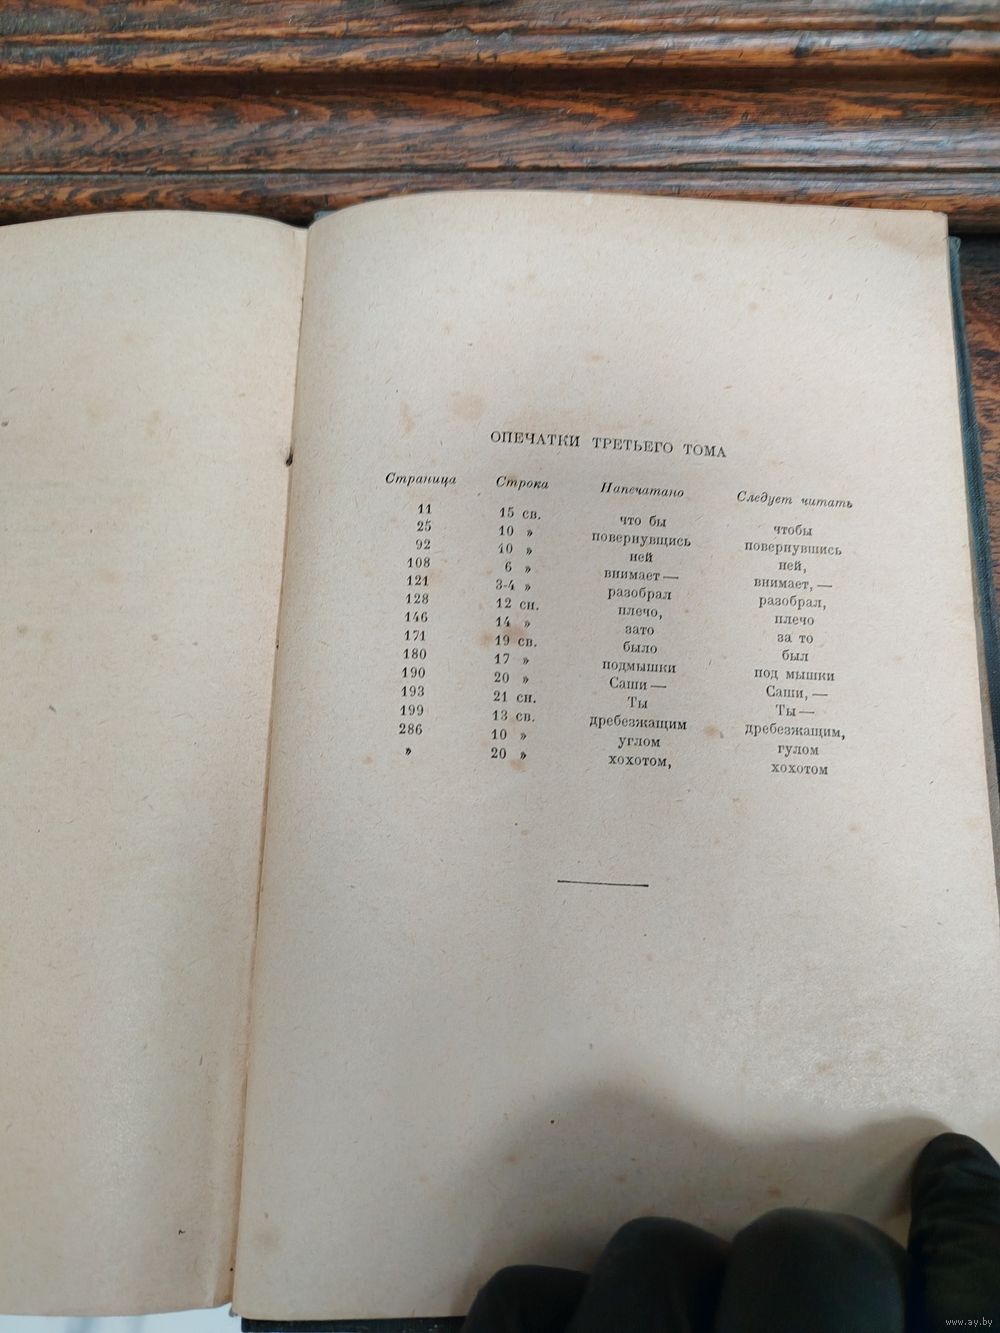 ОПЕЧАТКИ ТРЕТЬЕГО ТОМА
Страница Строка Напечатано Следует читать
11 15 св. что бы чтобы
25 10 » повернувщись повернувшись
92 10 » ней ней,
108 6 » внимает — внимает, —
121 3-4 » разобрал разобрал,
128 12 сн. плечо, плечо
146 14 » зато за то
171 19 св. было был
180 17 » подмышки под мышки
190 20 » Саши — Саши, —
193 21 сн. Ты Ты —
199 13 св. дребезжащим дребезжащим,
286 10 » углом гулом
» 20 » хохотом, хохотом
www.ay.by